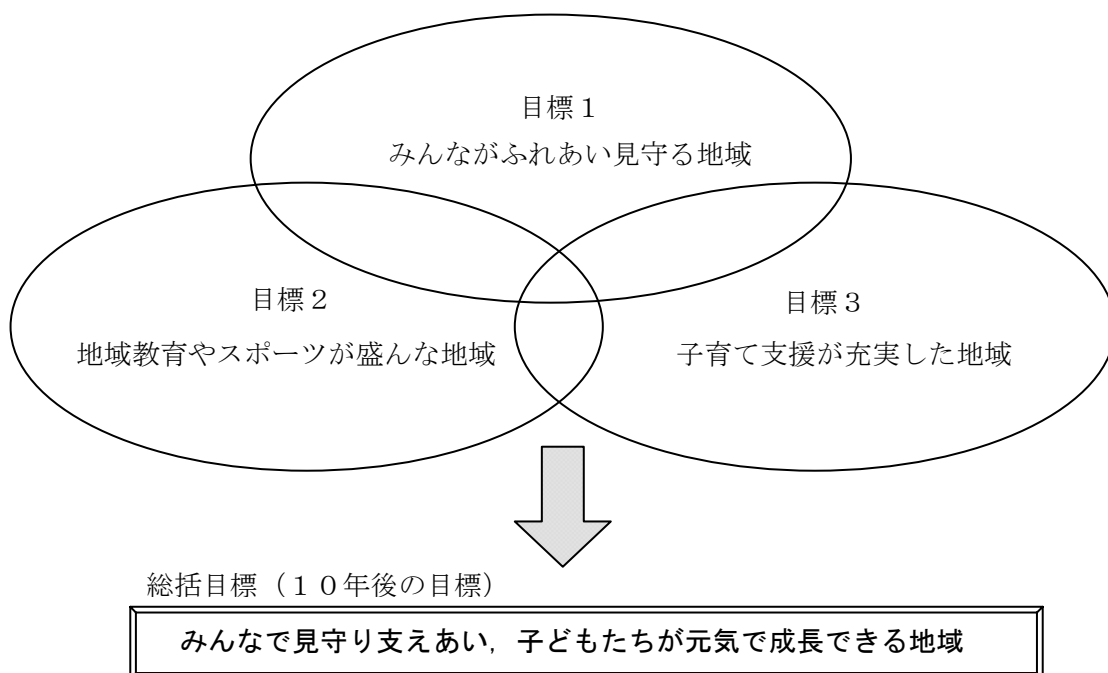 目標１
みんながふれあい見守る地域
目標２
地域教育やスポーツが盛んな地域
目標３
子育て支援が充実した地域
総括目標（１０年後の目標）
みんなで見守り支えあい，子どもたちが元気で成長できる地域